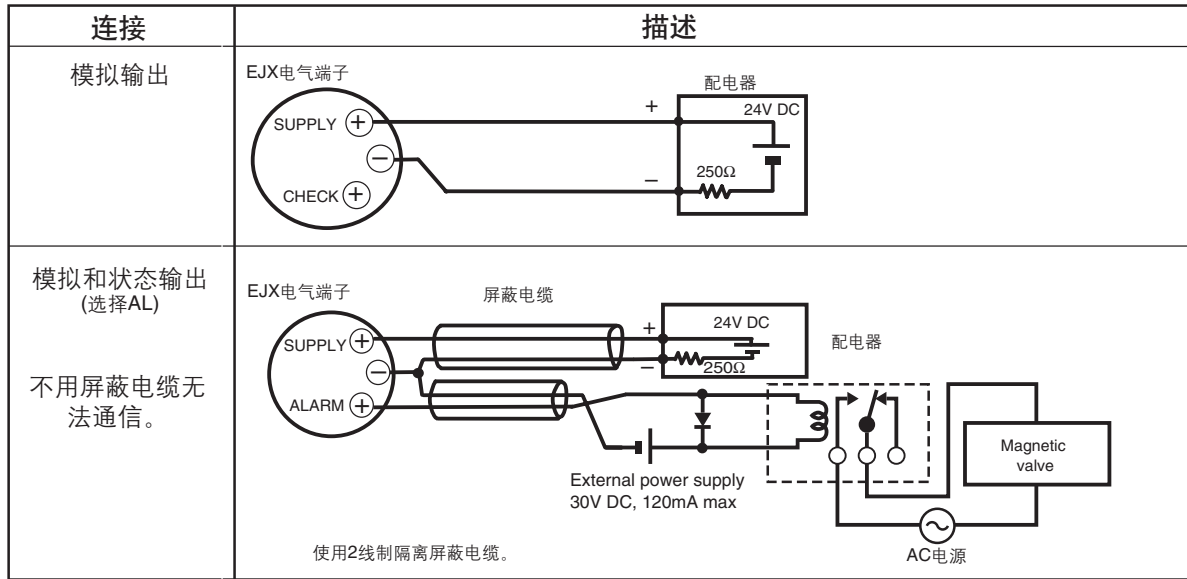 连接
描述
模拟输出
EJX电气端子
SUPPLY +
−
CHECK +
+
−
配电器
24V DC
250Ω
模拟和状态输出
(选择AL)
不用屏蔽电缆无
法通信。
EJX电气端子
屏蔽电缆
SUPPLY +
−
ALARM +
+
−
24V DC
250Ω
配电器
External power supply
30V DC, 120mA max
Magnetic
valve
AC电源
使用2线制隔离屏蔽电缆。